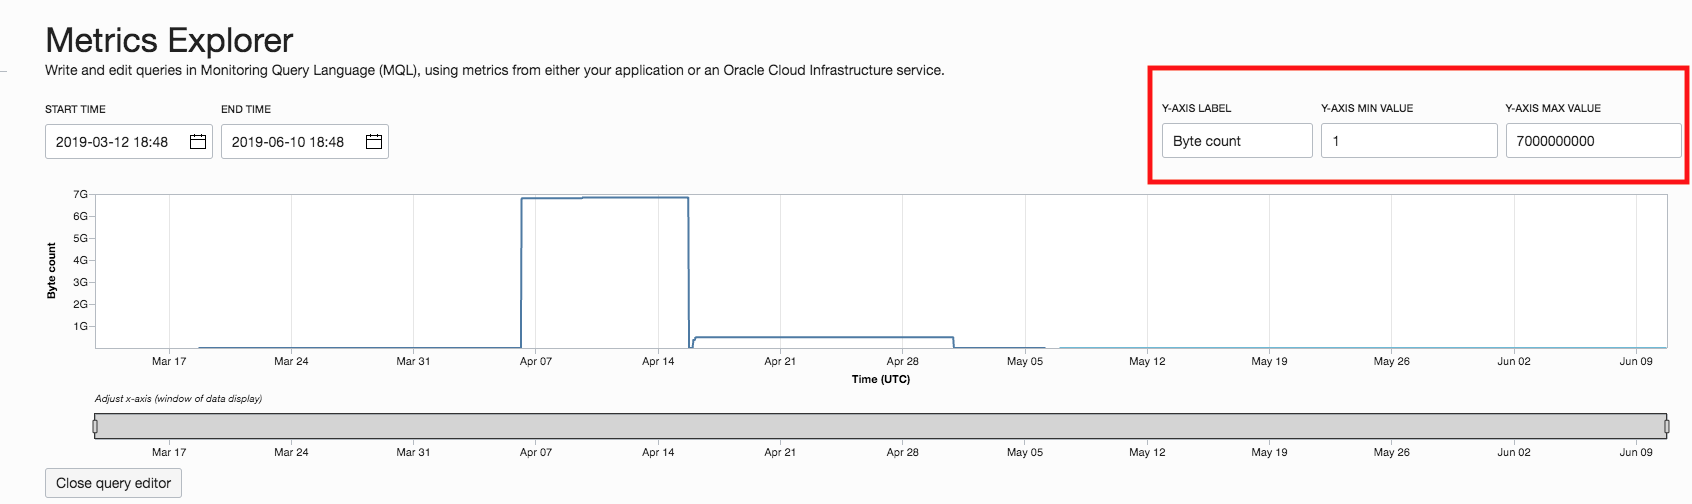 Metrics Explorer
Write and edit queries in Monitoring Query Language (MQL), using metrics from either your application or an Oracle Cloud Infrastructure service.
START TIME END TIME Y-AXIS LABEL Y-AXIS MIN VALUE Y-AXIS MAX VALUE
2019-03-12 18:48 2019-06-10 18:48 Byte count 1 7000000000
7G
6G
5G
4G
3G
2G
1G
Byte count
Mar 17 Mar 24 Mar 31 Apr 07 Apr 14 Apr 21 Apr 28 May 05 May 12 May 19 May 26 Jun 02 Jun 09
Time (UTC)
Adjust x-axis (window of data display)
Mar 17 Mar 24 Mar 31 Apr 07 Apr 14 Apr 21 Apr 28 May 05 May 12 May 19 May 26 Jun 02 Jun 09
Close query editor